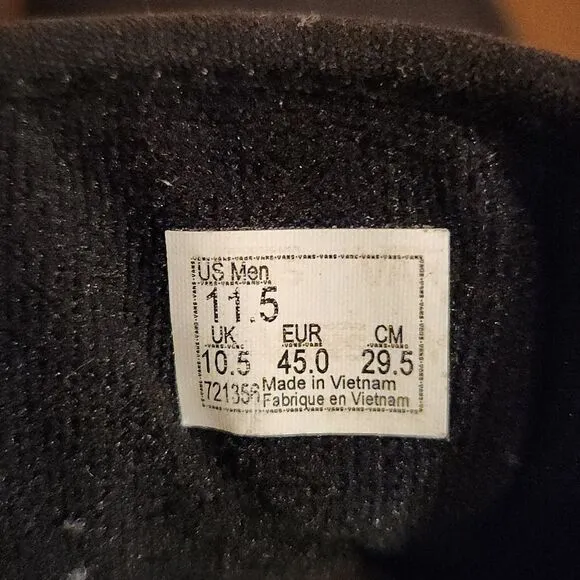 US Men
11.5
UK EUR CM
10.5 45.0 29.5
721356 Made in Vietnam
Fabrique en Vietnam